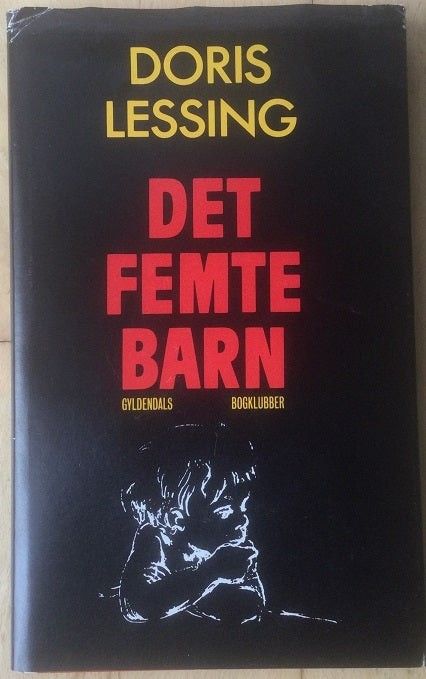 DORIS
LESSING
DET
FEMTE
BARN
GYLDENDALS BOGKLUBBER